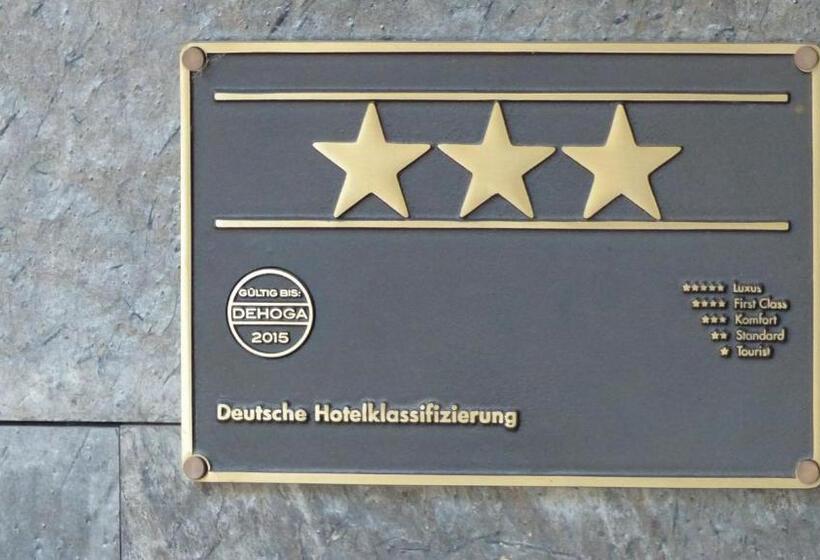 GÜLTIG BIS:
DEHOGA
2015
★★★★★ Luxus
★★★★ First Class
★★★ Komfort
★★ Standard
★ Tourist
Deutsche Hotelklassifizierung